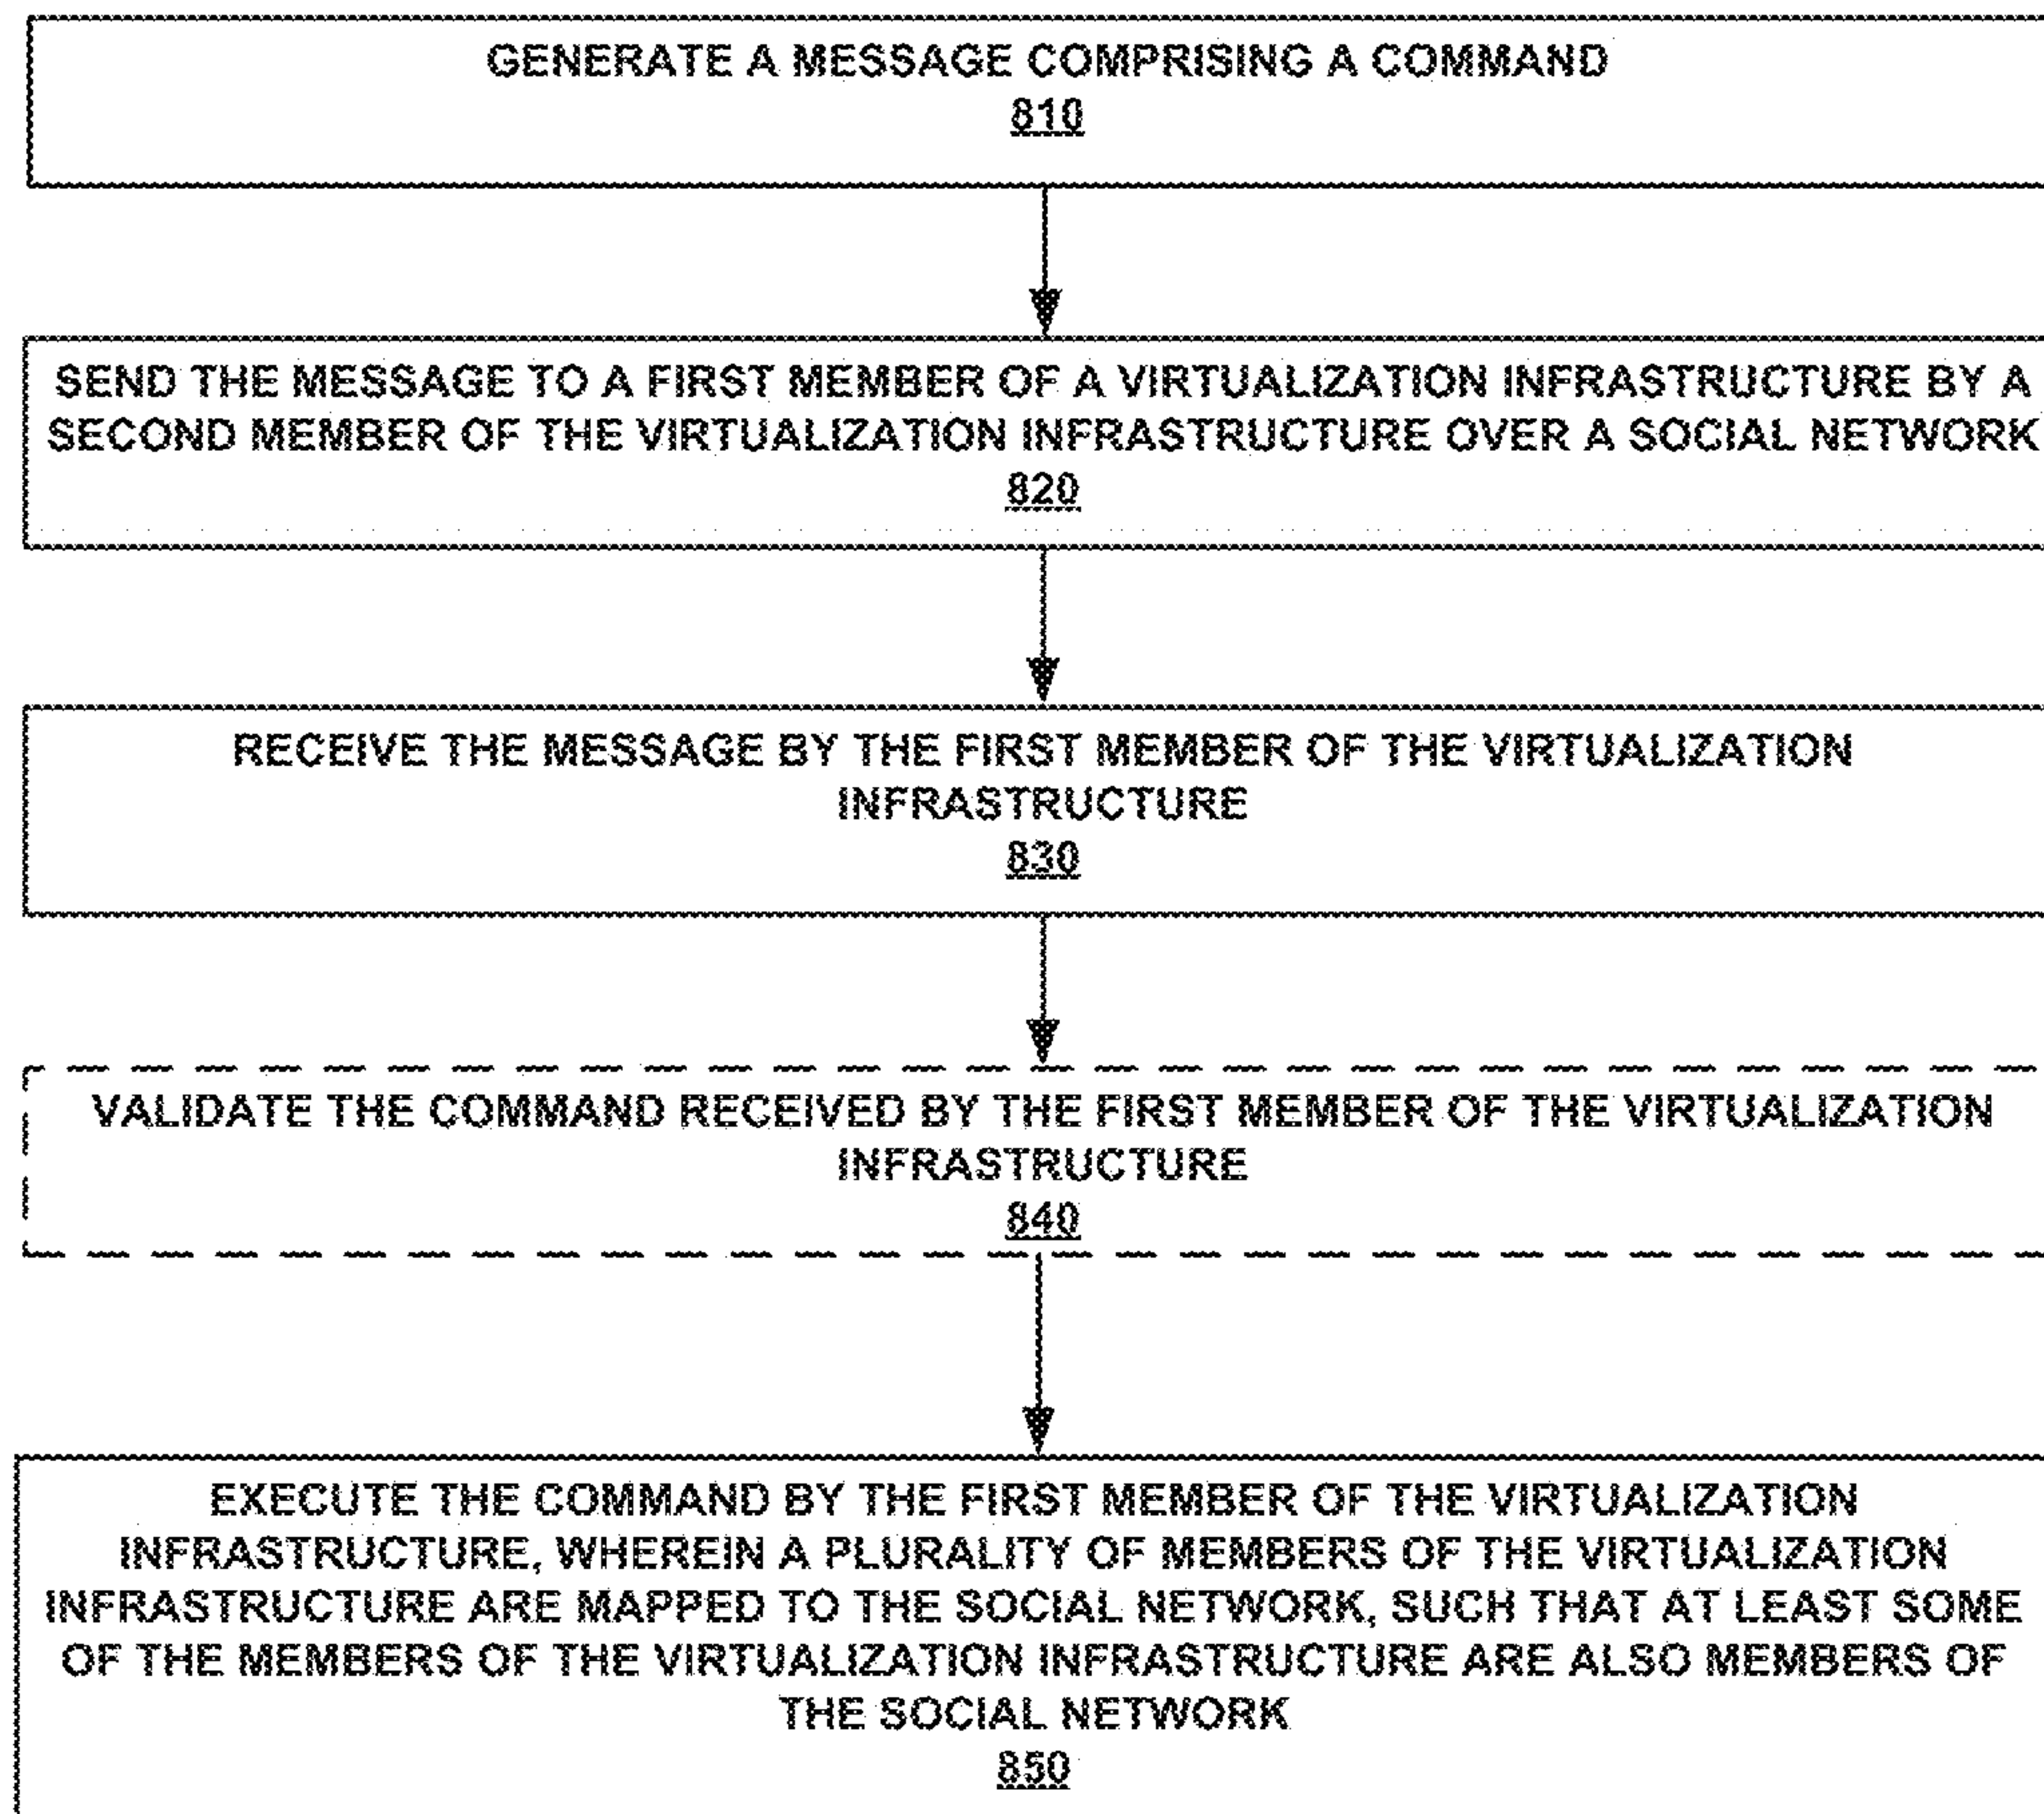 GENERATE A MESSAGE COMPRISING A COMMAND
810
SEND THE MESSAGE TO A FIRST MEMBER OF A VIRTUALIZATION INFRASTRUCTURE BY A
SECOND MEMBER OF THE VIRTUALIZATION INFRASTRUCTURE OVER A SOCIAL NETWORK
820
RECEIVE THE MESSAGE BY THE FIRST MEMBER OF THE VIRTUALIZATION
INFRASTRUCTURE
830
VALIDATE THE COMMAND RECEIVED BY THE FIRST MEMBER OF THE VIRTUALIZATION
INFRASTRUCTURE
840
EXECUTE THE COMMAND BY THE FIRST MEMBER OF THE VIRTUALIZATION
INFRASTRUCTURE, WHEREIN A PLURALITY OF MEMBERS OF THE VIRTUALIZATION
INFRASTRUCTURE ARE MAPPED TO THE SOCIAL NETWORK, SUCH THAT AT LEAST SOME
OF THE MEMBERS OF THE VIRTUALIZATION INFRASTRUCTURE ARE ALSO MEMBERS OF
THE SOCIAL NETWORK
850